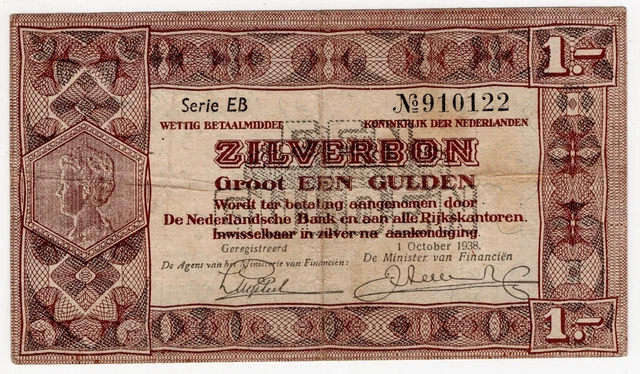 1.-
Serie EB
№ 910122
WETTIG BETAALMIDDEL KONINKRIJK DER NEDERLANDEN
ZILVERBON
Groot EEN GULDEN
Wordt ter betaling aangenomen door
De Nederlandsche Bank en aan alle Rijkskantoren.
Inwisselbaar in zilver na aankondiging.
Geregistreerd
1 October 1938.
De Agent van het Ministerie van Financiën:
De Minister van Financiën
1.-